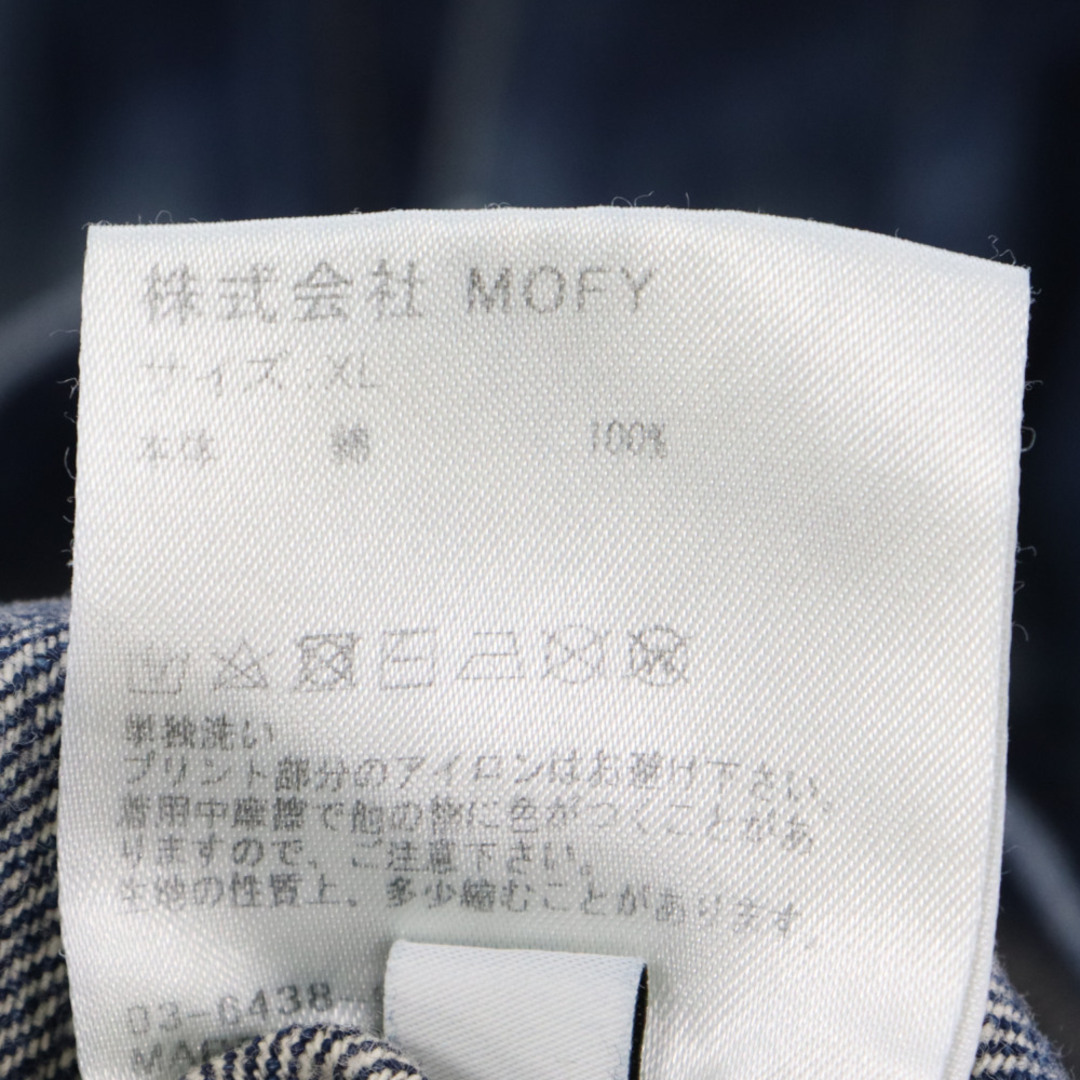 株式会社 MOFY
サイズ XL
本体 綿 100%
単独洗い
プリント部分のアイロンはお避け下さい。
着用中摩擦で他の物に色がつくことがあ
りますので、ご注意下さい。
生地の性質上、多少縮むことがあります。
03-6438